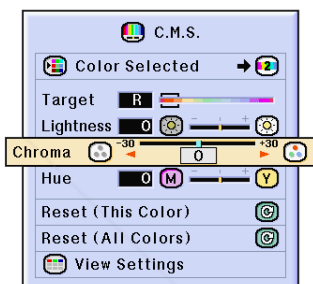 C.M.S.
Color Selected 2
Target R
Lightness 0 - +
Chroma -30 0 +30
Hue 0 M - + Y
Reset (This Color)
Reset (All Colors)
View Settings